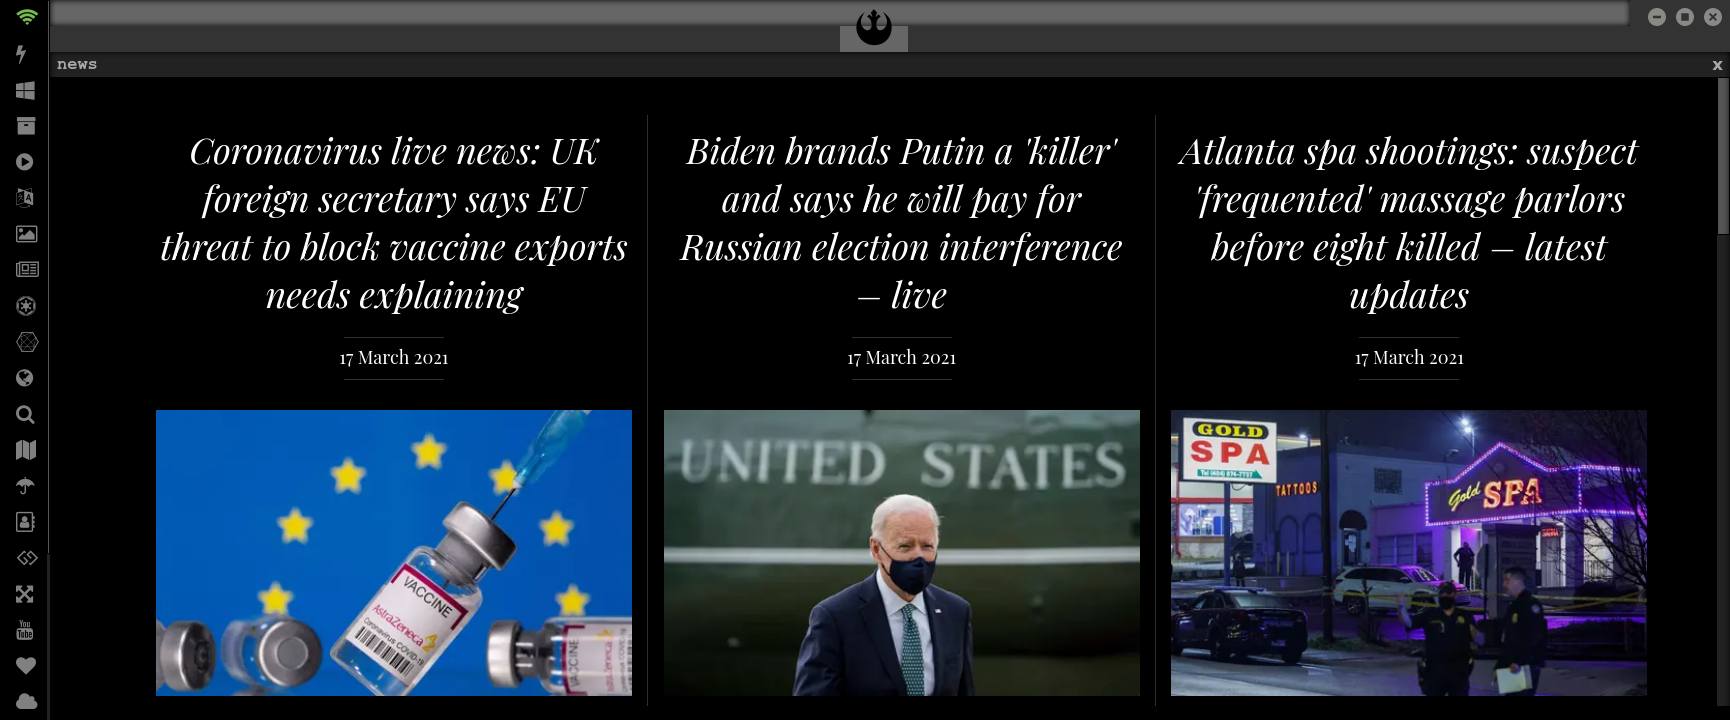 news
x
Coronavirus live news: UK
foreign secretary says EU
threat to block vaccine exports
needs explaining
17 March 2021
VACCINE
AstraZeneca
Coronavirus COVID-19
VACCINE
Biden brands Putin a 'killer'
and says he will pay for
Russian election interference
– live
17 March 2021
UNITED STATES
Atlanta spa shootings: suspect
'frequented' massage parlors
before eight killed – latest
updates
17 March 2021
GOLD
SPA
TATTOOS
Gold SPA
You
Tube